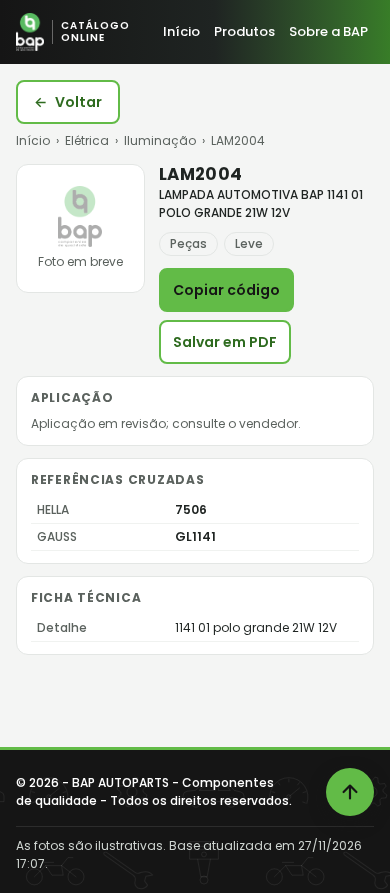 bap
CATÁLOGO
ONLINE
Início Produtos Sobre a BAP
← Voltar
Início › Elétrica › Iluminação › LAM2004
bap
Foto em breve
LAM2004
LAMPADA AUTOMOTIVA BAP 1141 01
POLO GRANDE 21W 12V
Peças Leve
Copiar código
Salvar em PDF
APLICAÇÃO
Aplicação em revisão; consulte o vendedor.
REFERÊNCIAS CRUZADAS
HELLA 7506
GAUSS GL1141
FICHA TÉCNICA
Detalhe 1141 01 polo grande 21W 12V
© 2026 - BAP AUTOPARTS - Componentes
de qualidade - Todos os direitos reservados.
As fotos são ilustrativas. Base atualizada em 27/11/2026
17:07.